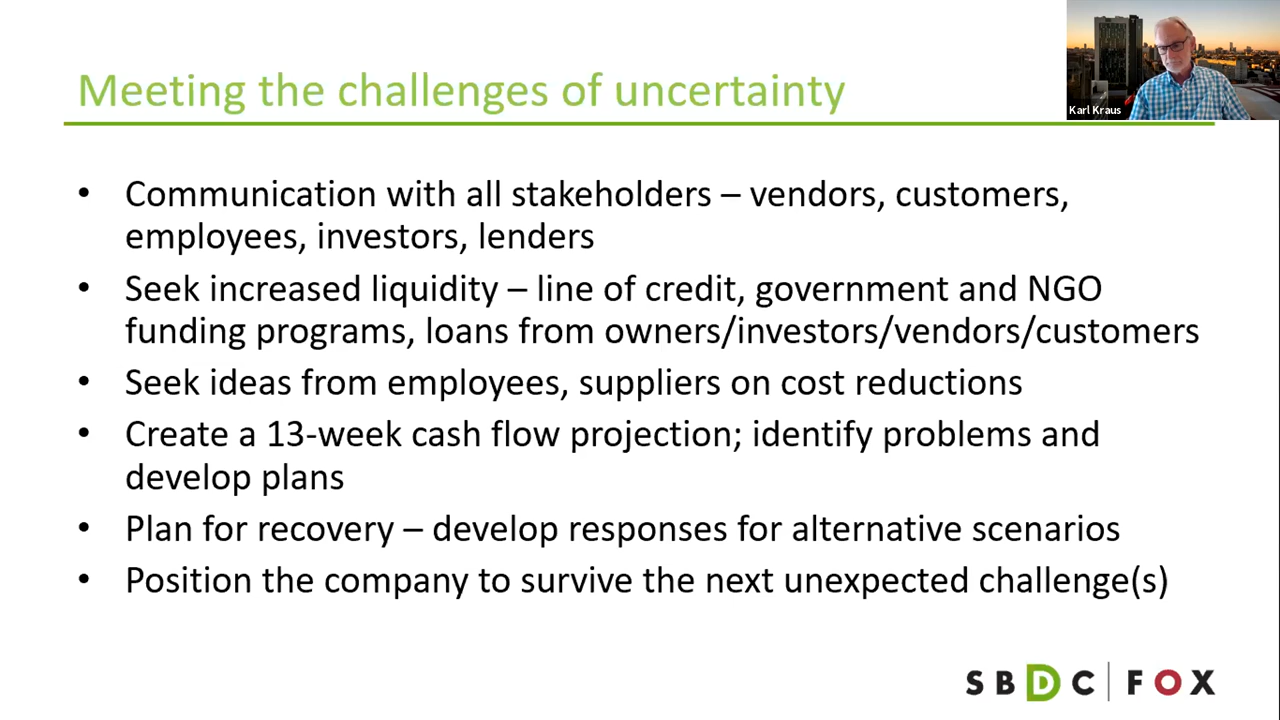 Meeting the challenges of uncertainty
Karl Kraus
• Communication with all stakeholders – vendors, customers,
employees, investors, lenders
• Seek increased liquidity – line of credit, government and NGO
funding programs, loans from owners/investors/vendors/customers
• Seek ideas from employees, suppliers on cost reductions
• Create a 13-week cash flow projection; identify problems and
develop plans
• Plan for recovery – develop responses for alternative scenarios
• Position the company to survive the next unexpected challenge(s)
SBDC | FOX